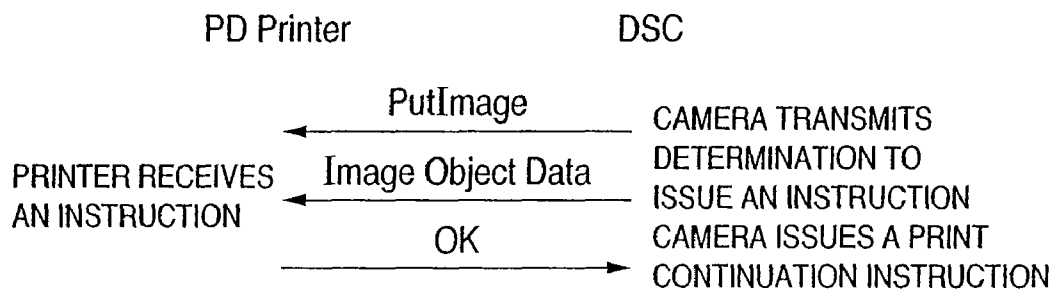 PD Printer DSC
PutImage
CAMERA TRANSMITS
DETERMINATION TO
ISSUE AN INSTRUCTION
PRINTER RECEIVES
AN INSTRUCTION
Image Object Data
OK
CAMERA ISSUES A PRINT
CONTINUATION INSTRUCTION